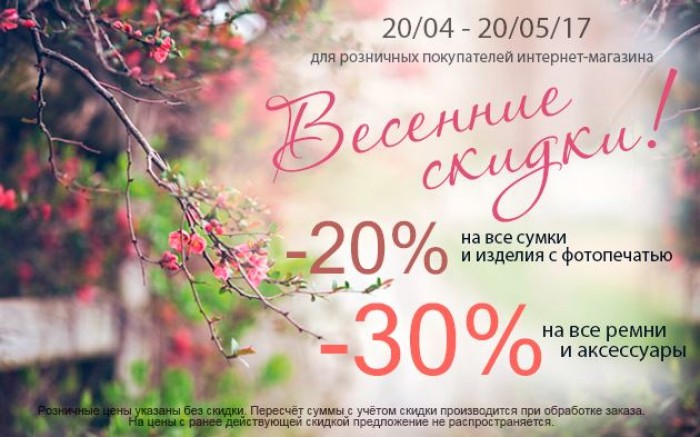 20/04 - 20/05/17
для розничных покупателей интернет-магазина
Весенние
скидки!
-20% на все сумки
и изделия с фотопечатью
-30% на все ремни
и аксессуары
Розничные цены указаны без скидки. Пересчёт суммы с учётом скидки производится при обработке заказа.
На цены с ранее действующей скидкой предложение не распространяется.